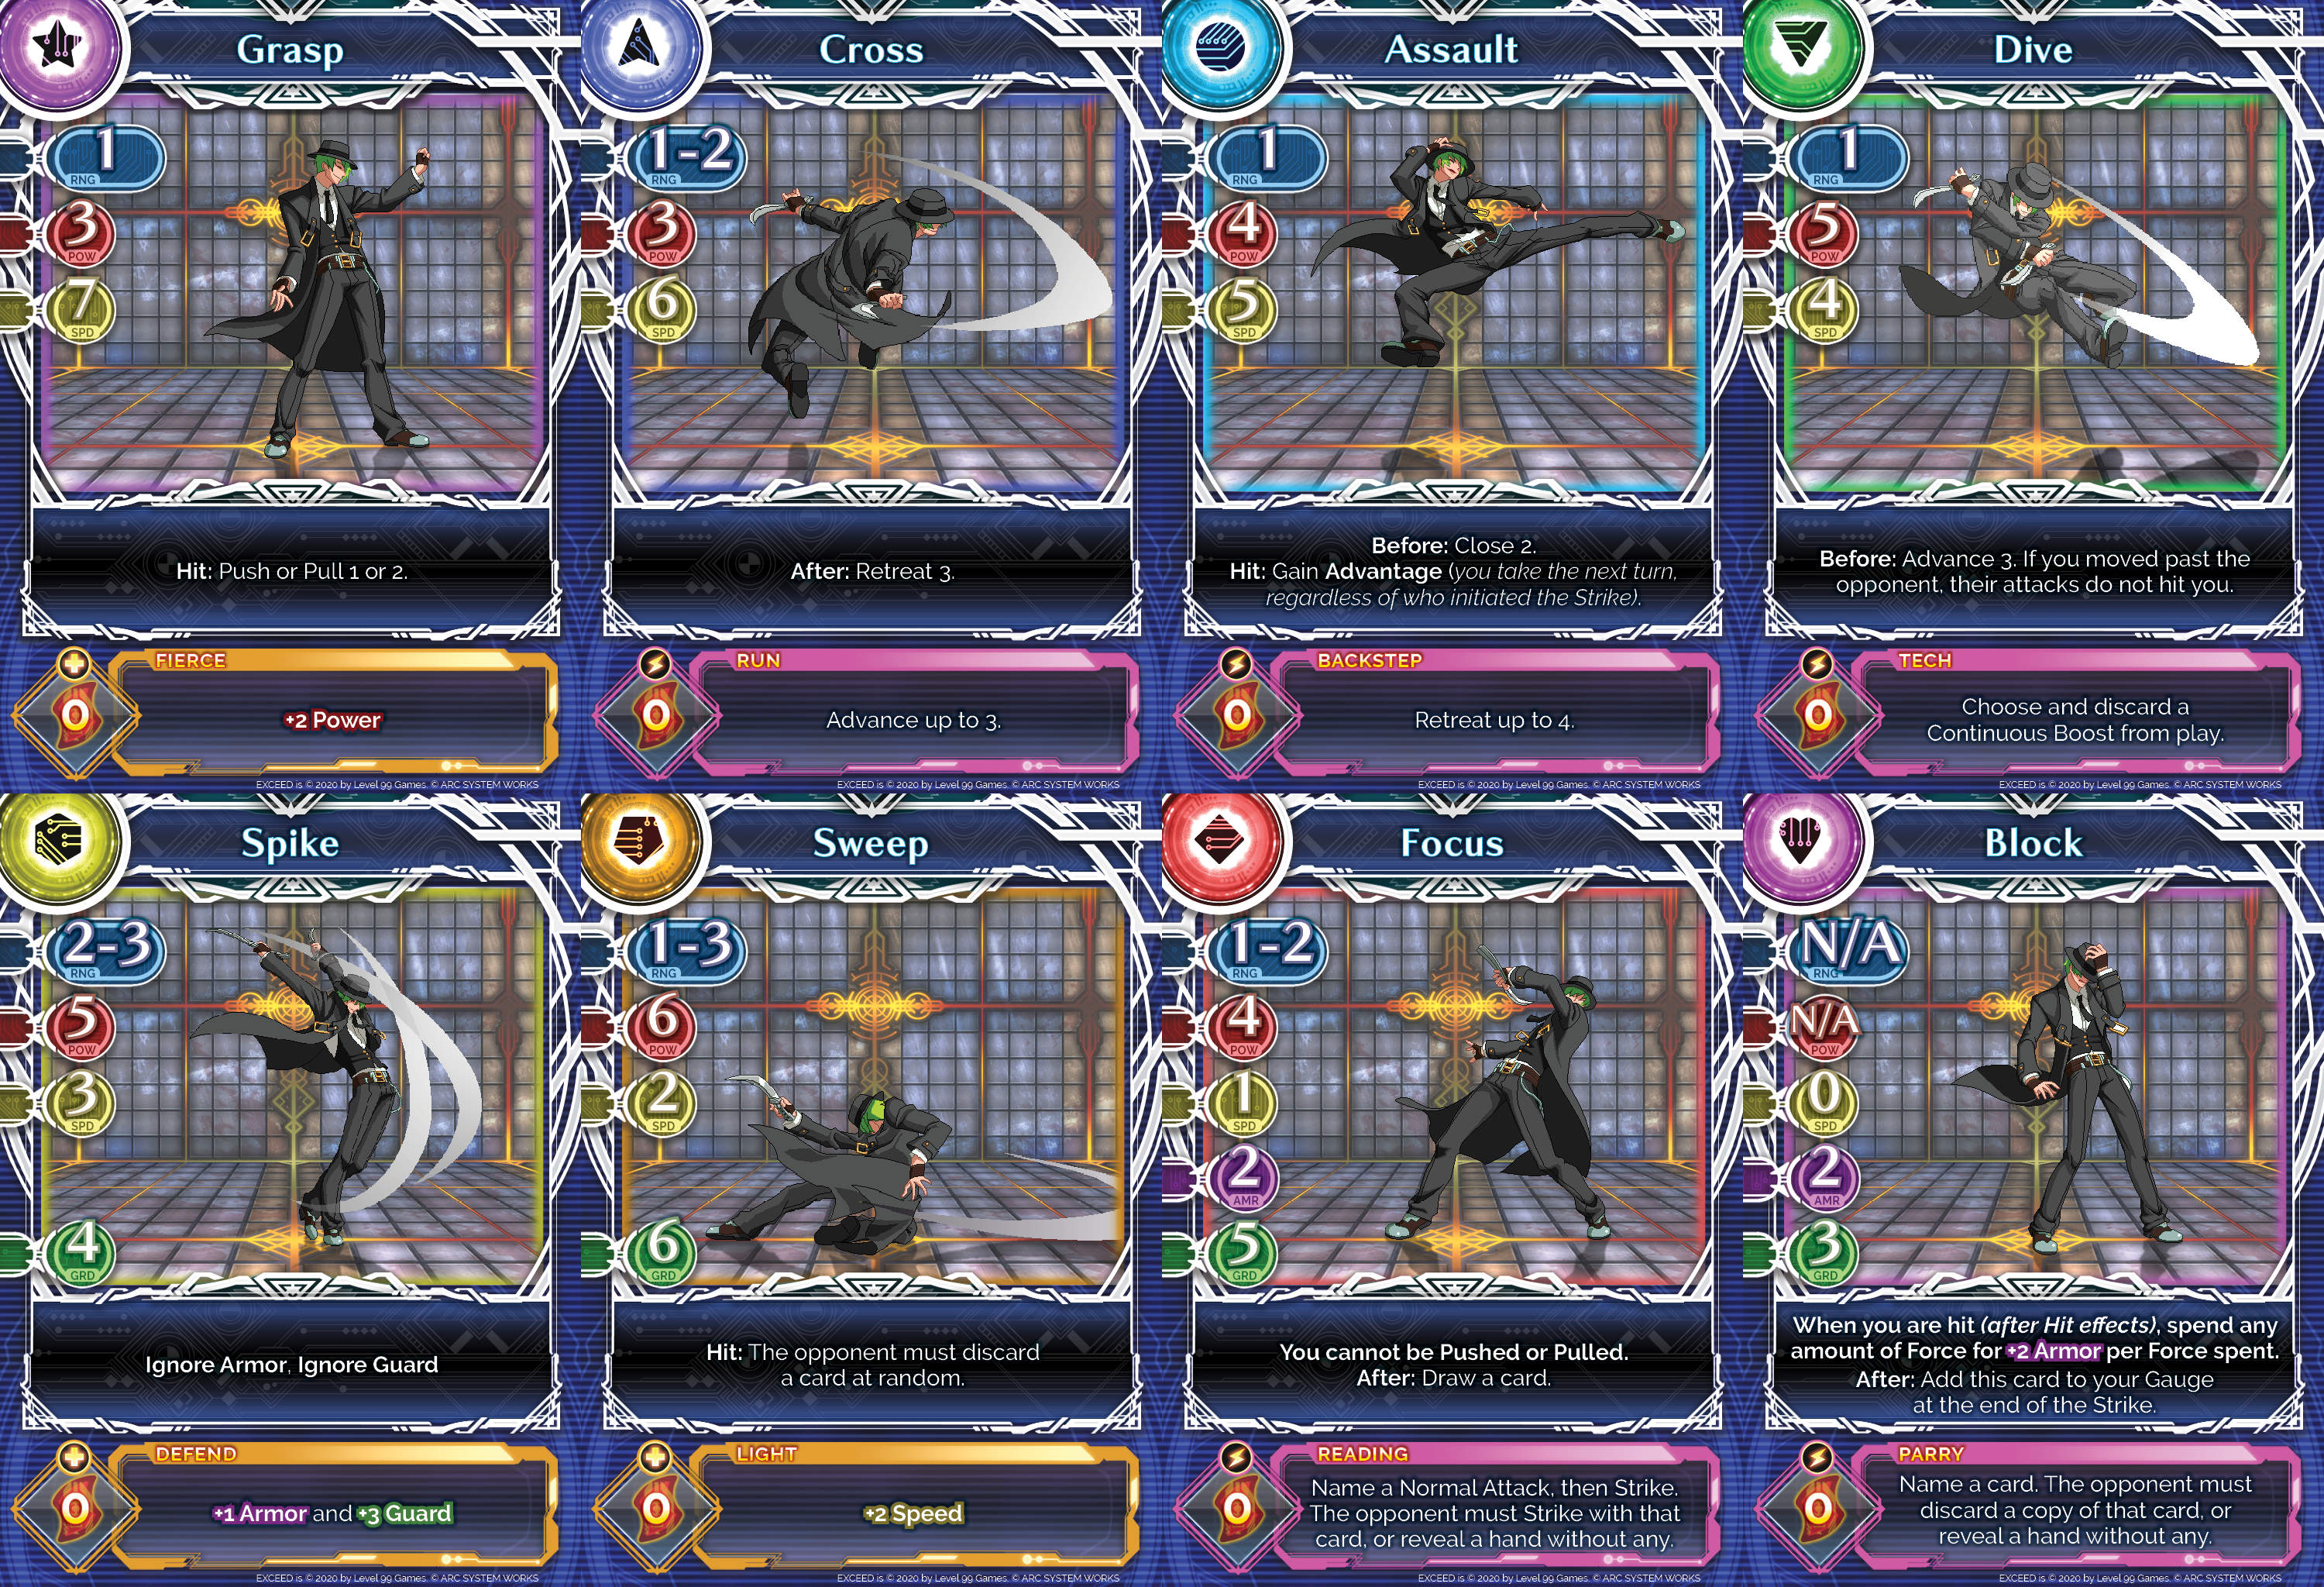 Grasp
1
RNG
3
POW
7
SPD
Hit: Push or Pull 1 or 2.
FIERCE
0
+2 Power
EXCEED is © 2020 by Level 99 Games. © ARC SYSTEM WORKS
Cross
1-2
RNG
3
POW
6
SPD
After: Retreat 3.
RUN
0
Advance up to 3.
EXCEED is © 2020 by Level 99 Games. © ARC SYSTEM WORKS
Assault
1
RNG
4
POW
5
SPD
Before: Close 2.
Hit: Gain Advantage (you take the next turn,
regardless of who initiated the Strike).
BACKSTEP
0
Retreat up to 4.
EXCEED is © 2020 by Level 99 Games. © ARC SYSTEM WORKS
Dive
1
RNG
5
POW
4
SPD
Before: Advance 3. If you moved past the
opponent, their attacks do not hit you.
TECH
0
Choose and discard a
Continuous Boost from play.
EXCEED is © 2020 by Level 99 Games. © ARC SYSTEM WORKS
Spike
2-3
RNG
5
POW
3
SPD
4
GRD
Ignore Armor, Ignore Guard
DEFEND
0
+1 Armor and +3 Guard
EXCEED is © 2020 by Level 99 Games. © ARC SYSTEM WORKS
Sweep
1-3
RNG
6
POW
2
SPD
6
GRD
Hit: The opponent must discard
a card at random.
LIGHT
0
+2 Speed
EXCEED is © 2020 by Level 99 Games. © ARC SYSTEM WORKS
Focus
1-2
RNG
4
POW
1
SPD
2
AMR
5
GRD
You cannot be Pushed or Pulled.
After: Draw a card.
READING
0
Name a Normal Attack, then Strike.
The opponent must Strike with that
card, or reveal a hand without any.
EXCEED is © 2020 by Level 99 Games. © ARC SYSTEM WORKS
Block
N/A
RNG
N/A
POW
0
SPD
2
AMR
3
GRD
When you are hit (after Hit effects), spend any
amount of Force for +2 Armor per Force spent.
After: Add this card to your Gauge
at the end of the Strike.
PARRY
0
Name a card. The opponent must
discard a copy of that card, or
reveal a hand without any.
EXCEED is © 2020 by Level 99 Games. © ARC SYSTEM WORKS